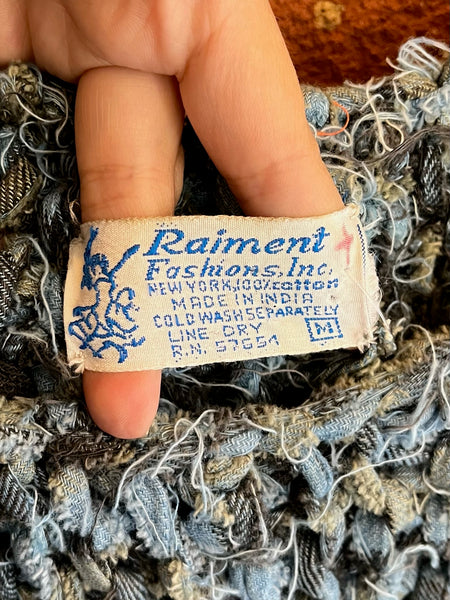 Raiment
Fashions, Inc.
NEW YORK, 100% cotton
MADE IN INDIA
COLD WASH SEPARATELY
LINE DRY M
R.N. 57654